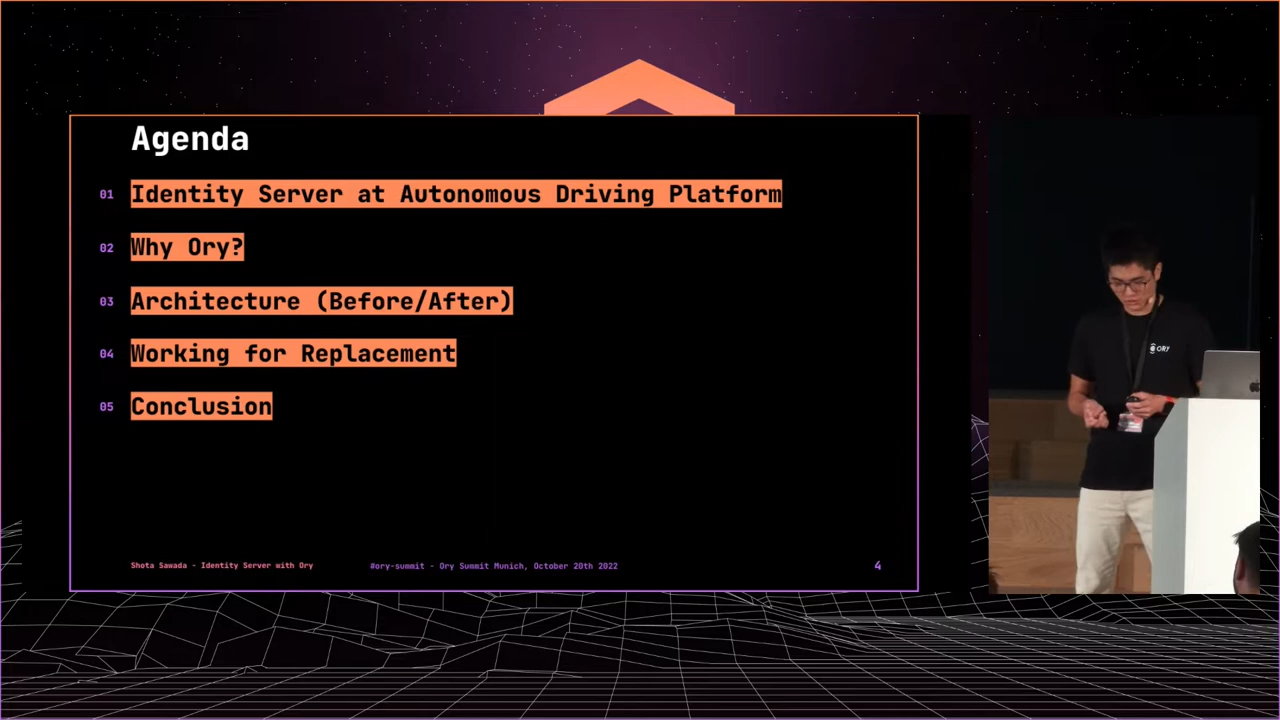 Agenda
01 Identity Server at Autonomous Driving Platform
02 Why Ory?
03 Architecture (Before/After)
04 Working for Replacement
05 Conclusion
Shota Sawada - Identity Server with Ory
#ory-summit - Ory Summit Munich, October 20th 2022
4
ORY